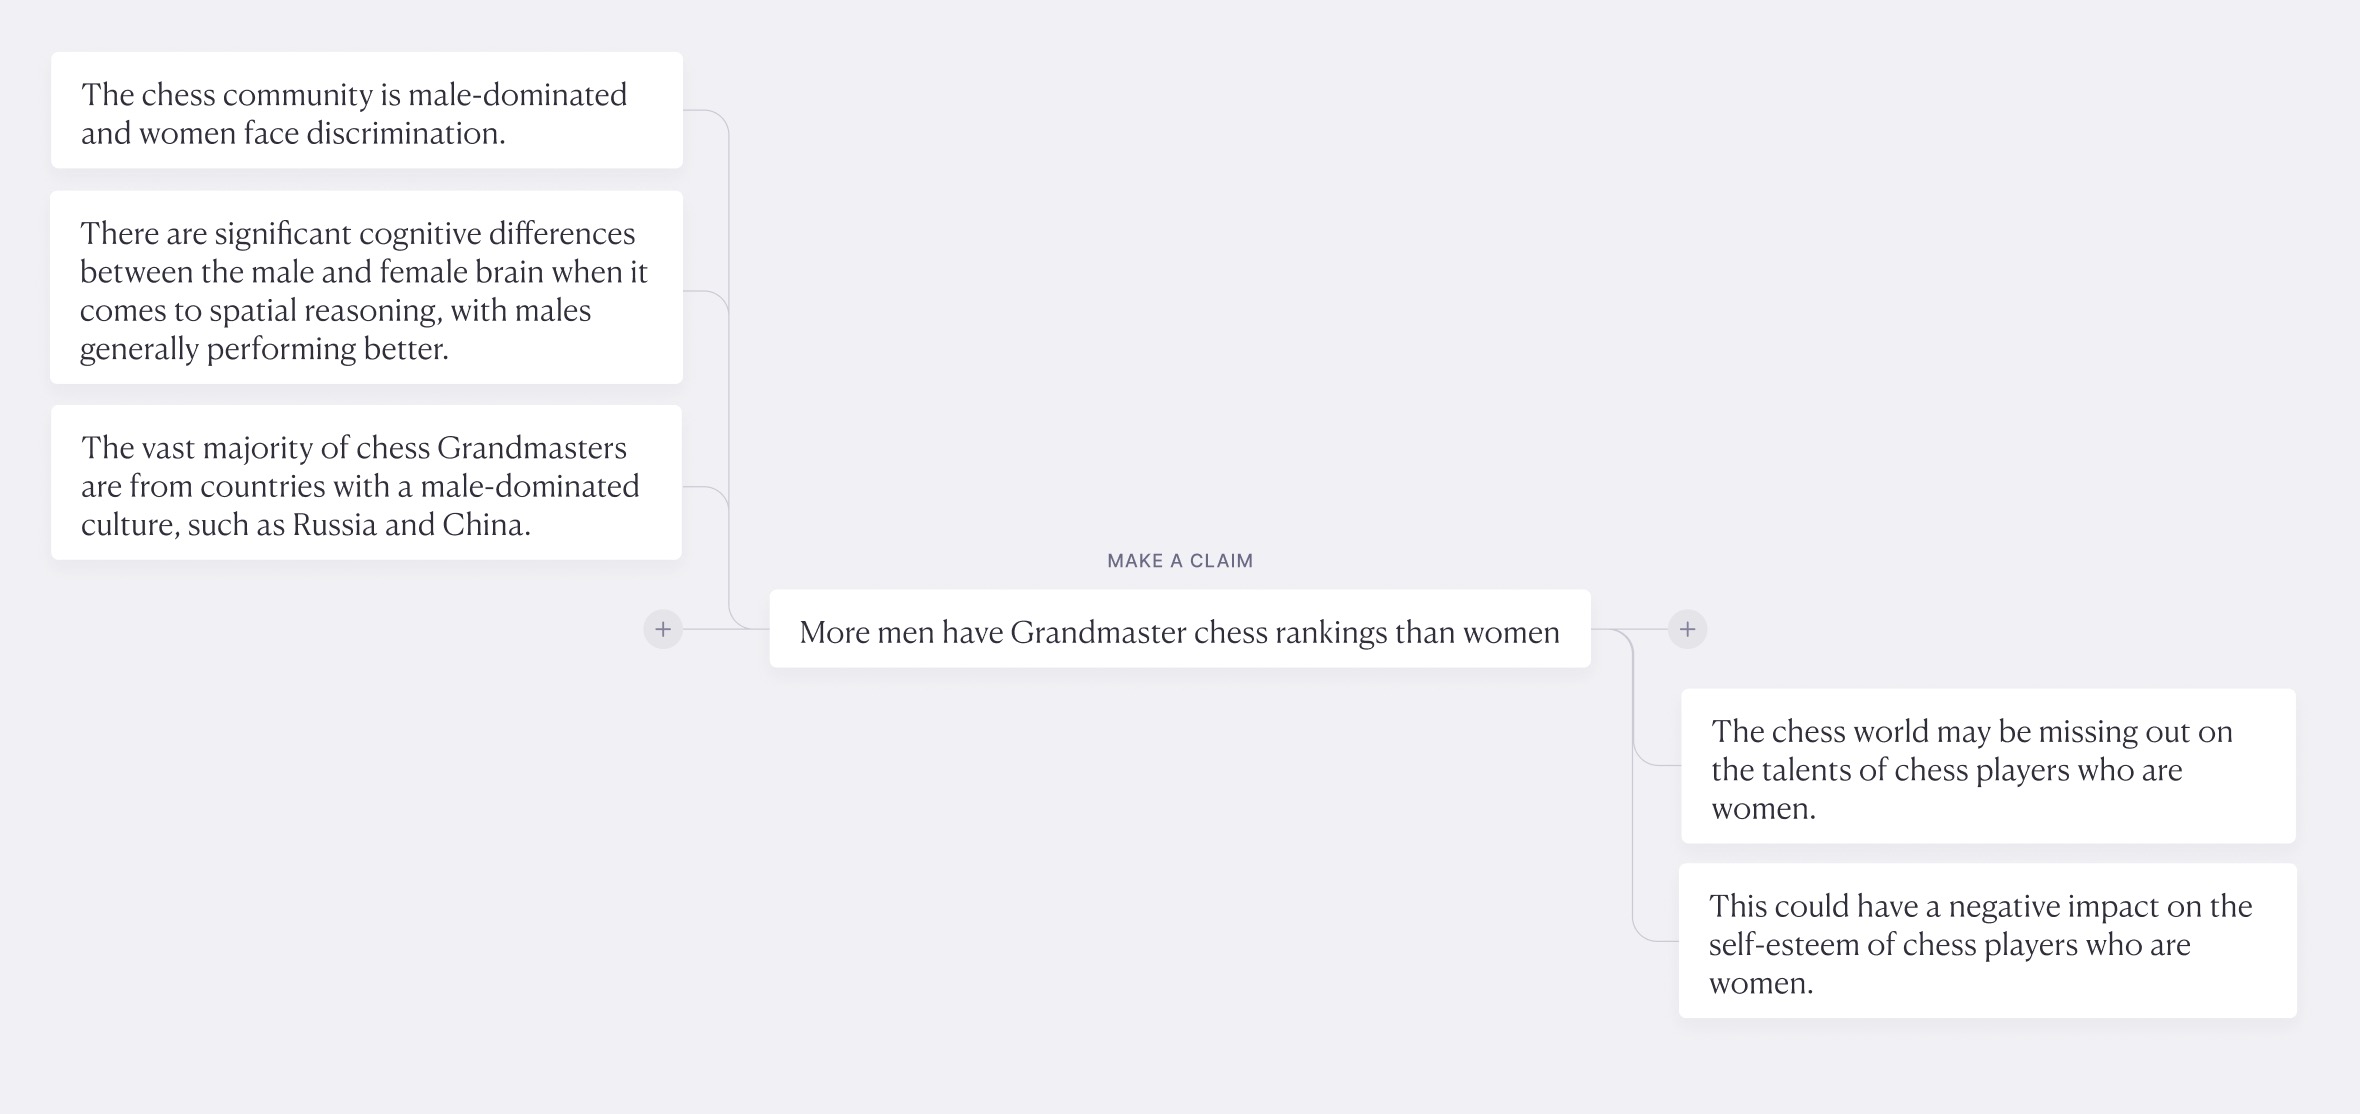 The chess community is male-dominated
and women face discrimination.
There are significant cognitive differences
between the male and female brain when it
comes to spatial reasoning, with males
generally performing better.
The vast majority of chess Grandmasters
are from countries with a male-dominated
culture, such as Russia and China.
MAKE A CLAIM
More men have Grandmaster chess rankings than women
The chess world may be missing out on
the talents of chess players who are
women.
This could have a negative impact on the
self-esteem of chess players who are
women.